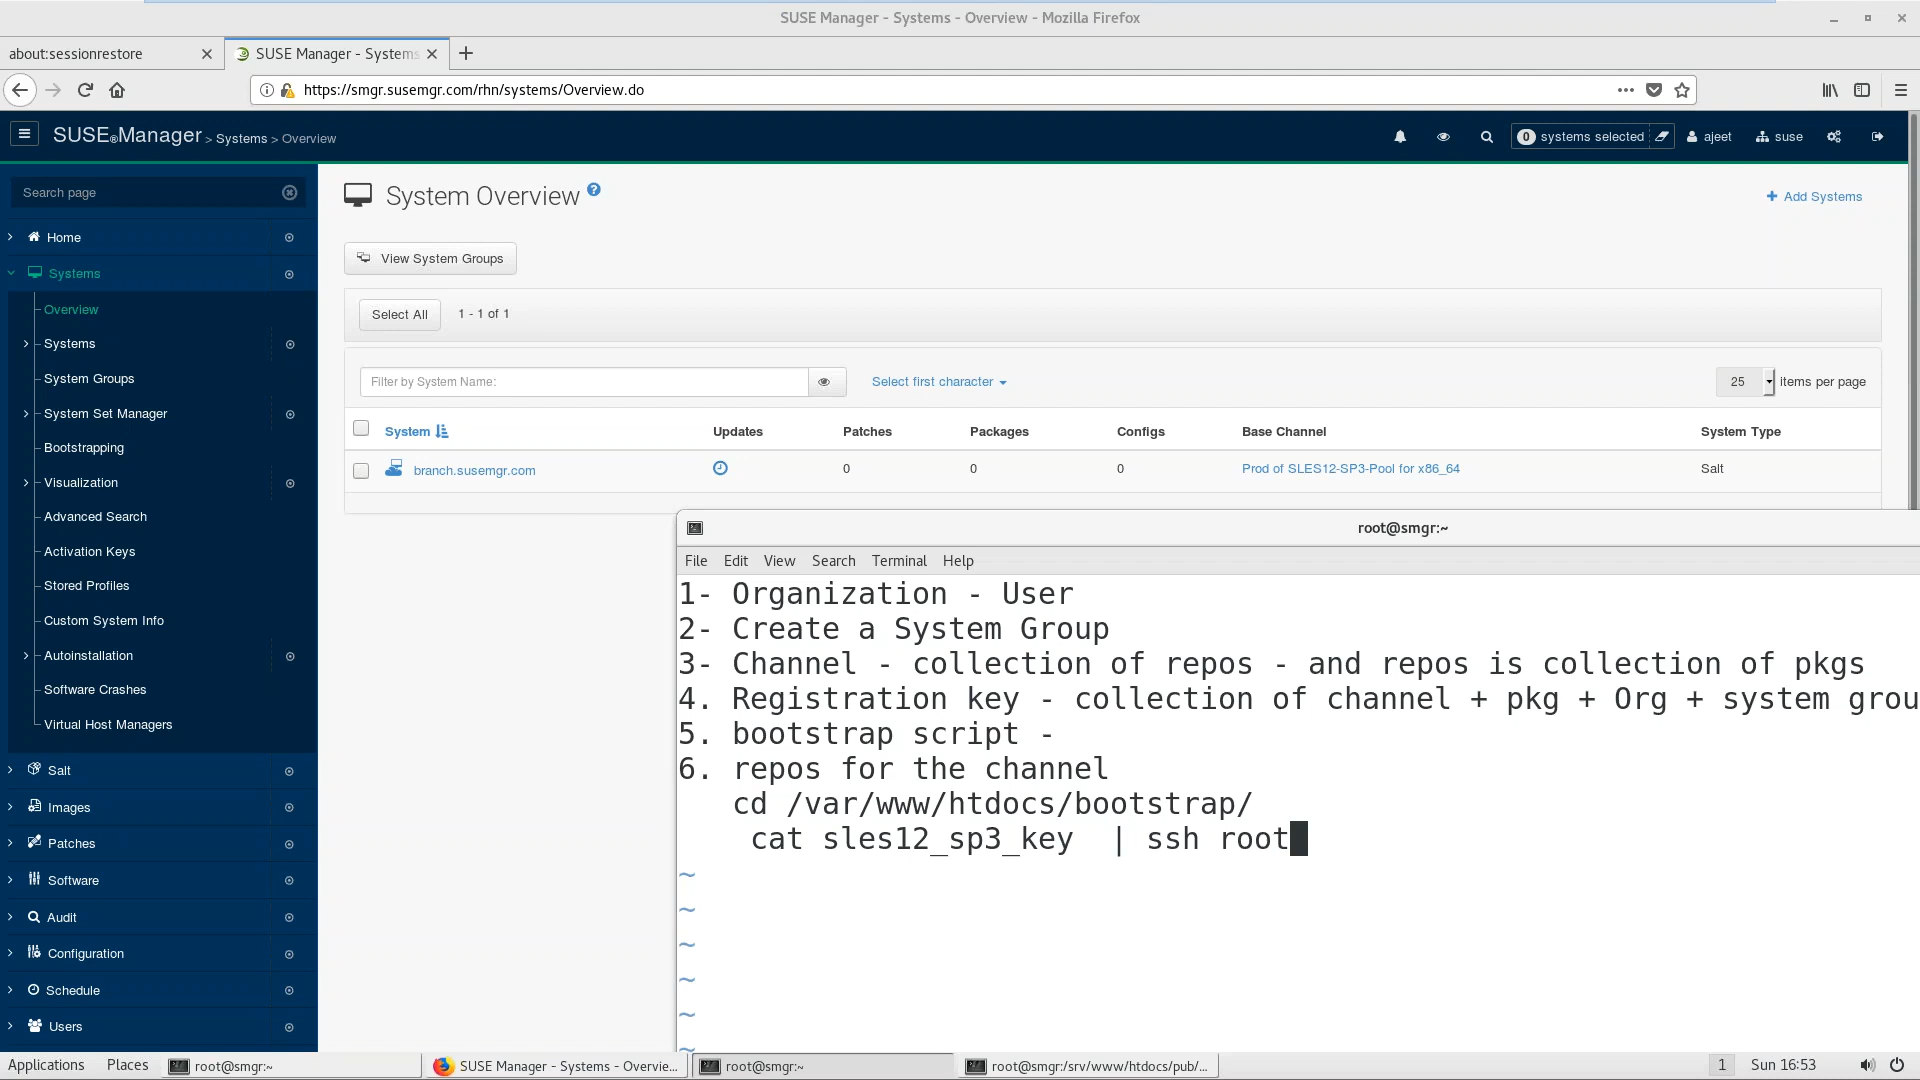 SUSE Manager - Systems - Overview - Mozilla Firefox
about:sessionrestore
SUSE Manager - Systems
https://smgr.susemgr.com/rhn/systems/Overview.do
SUSE®Manager > Systems > Overview
0 systems selected
ajeet
suse
Search page
Home
Systems
Overview
Systems
System Groups
System Set Manager
Bootstrapping
Visualization
Advanced Search
Activation Keys
Stored Profiles
Custom System Info
Autoinstallation
Software Crashes
Virtual Host Managers
Salt
Images
Patches
Software
Audit
Configuration
Schedule
Users
System Overview
+ Add Systems
View System Groups
Select All
1 - 1 of 1
Filter by System Name:
Select first character
25 items per page
System Updates Patches Packages Configs Base Channel System Type
branch.susemgr.com 0 0 0 Prod of SLES12-SP3-Pool for x86_64 Salt
root@smgr:~
File Edit View Search Terminal Help
1- Organization - User
2- Create a System Group
3- Channel - collection of repos - and repos is collection of pkgs
4. Registration key - collection of channel + pkg + Org + system grou
5. bootstrap script -
6. repos for the channel
cd /var/www/htdocs/bootstrap/
cat sles12_sp3_key | ssh root
~
~
~
~
~
~
Applications Places root@smgr:~ SUSE Manager - Systems - Overvie... root@smgr:~ root@smgr:/srv/www/htdocs/pub/... 1 Sun 16:53